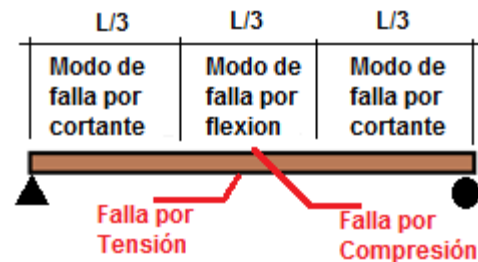 L/3 L/3 L/3
Modo de falla por cortante
Modo de falla por flexion
Modo de falla por cortante
Falla por Tensión
Falla por Compresión